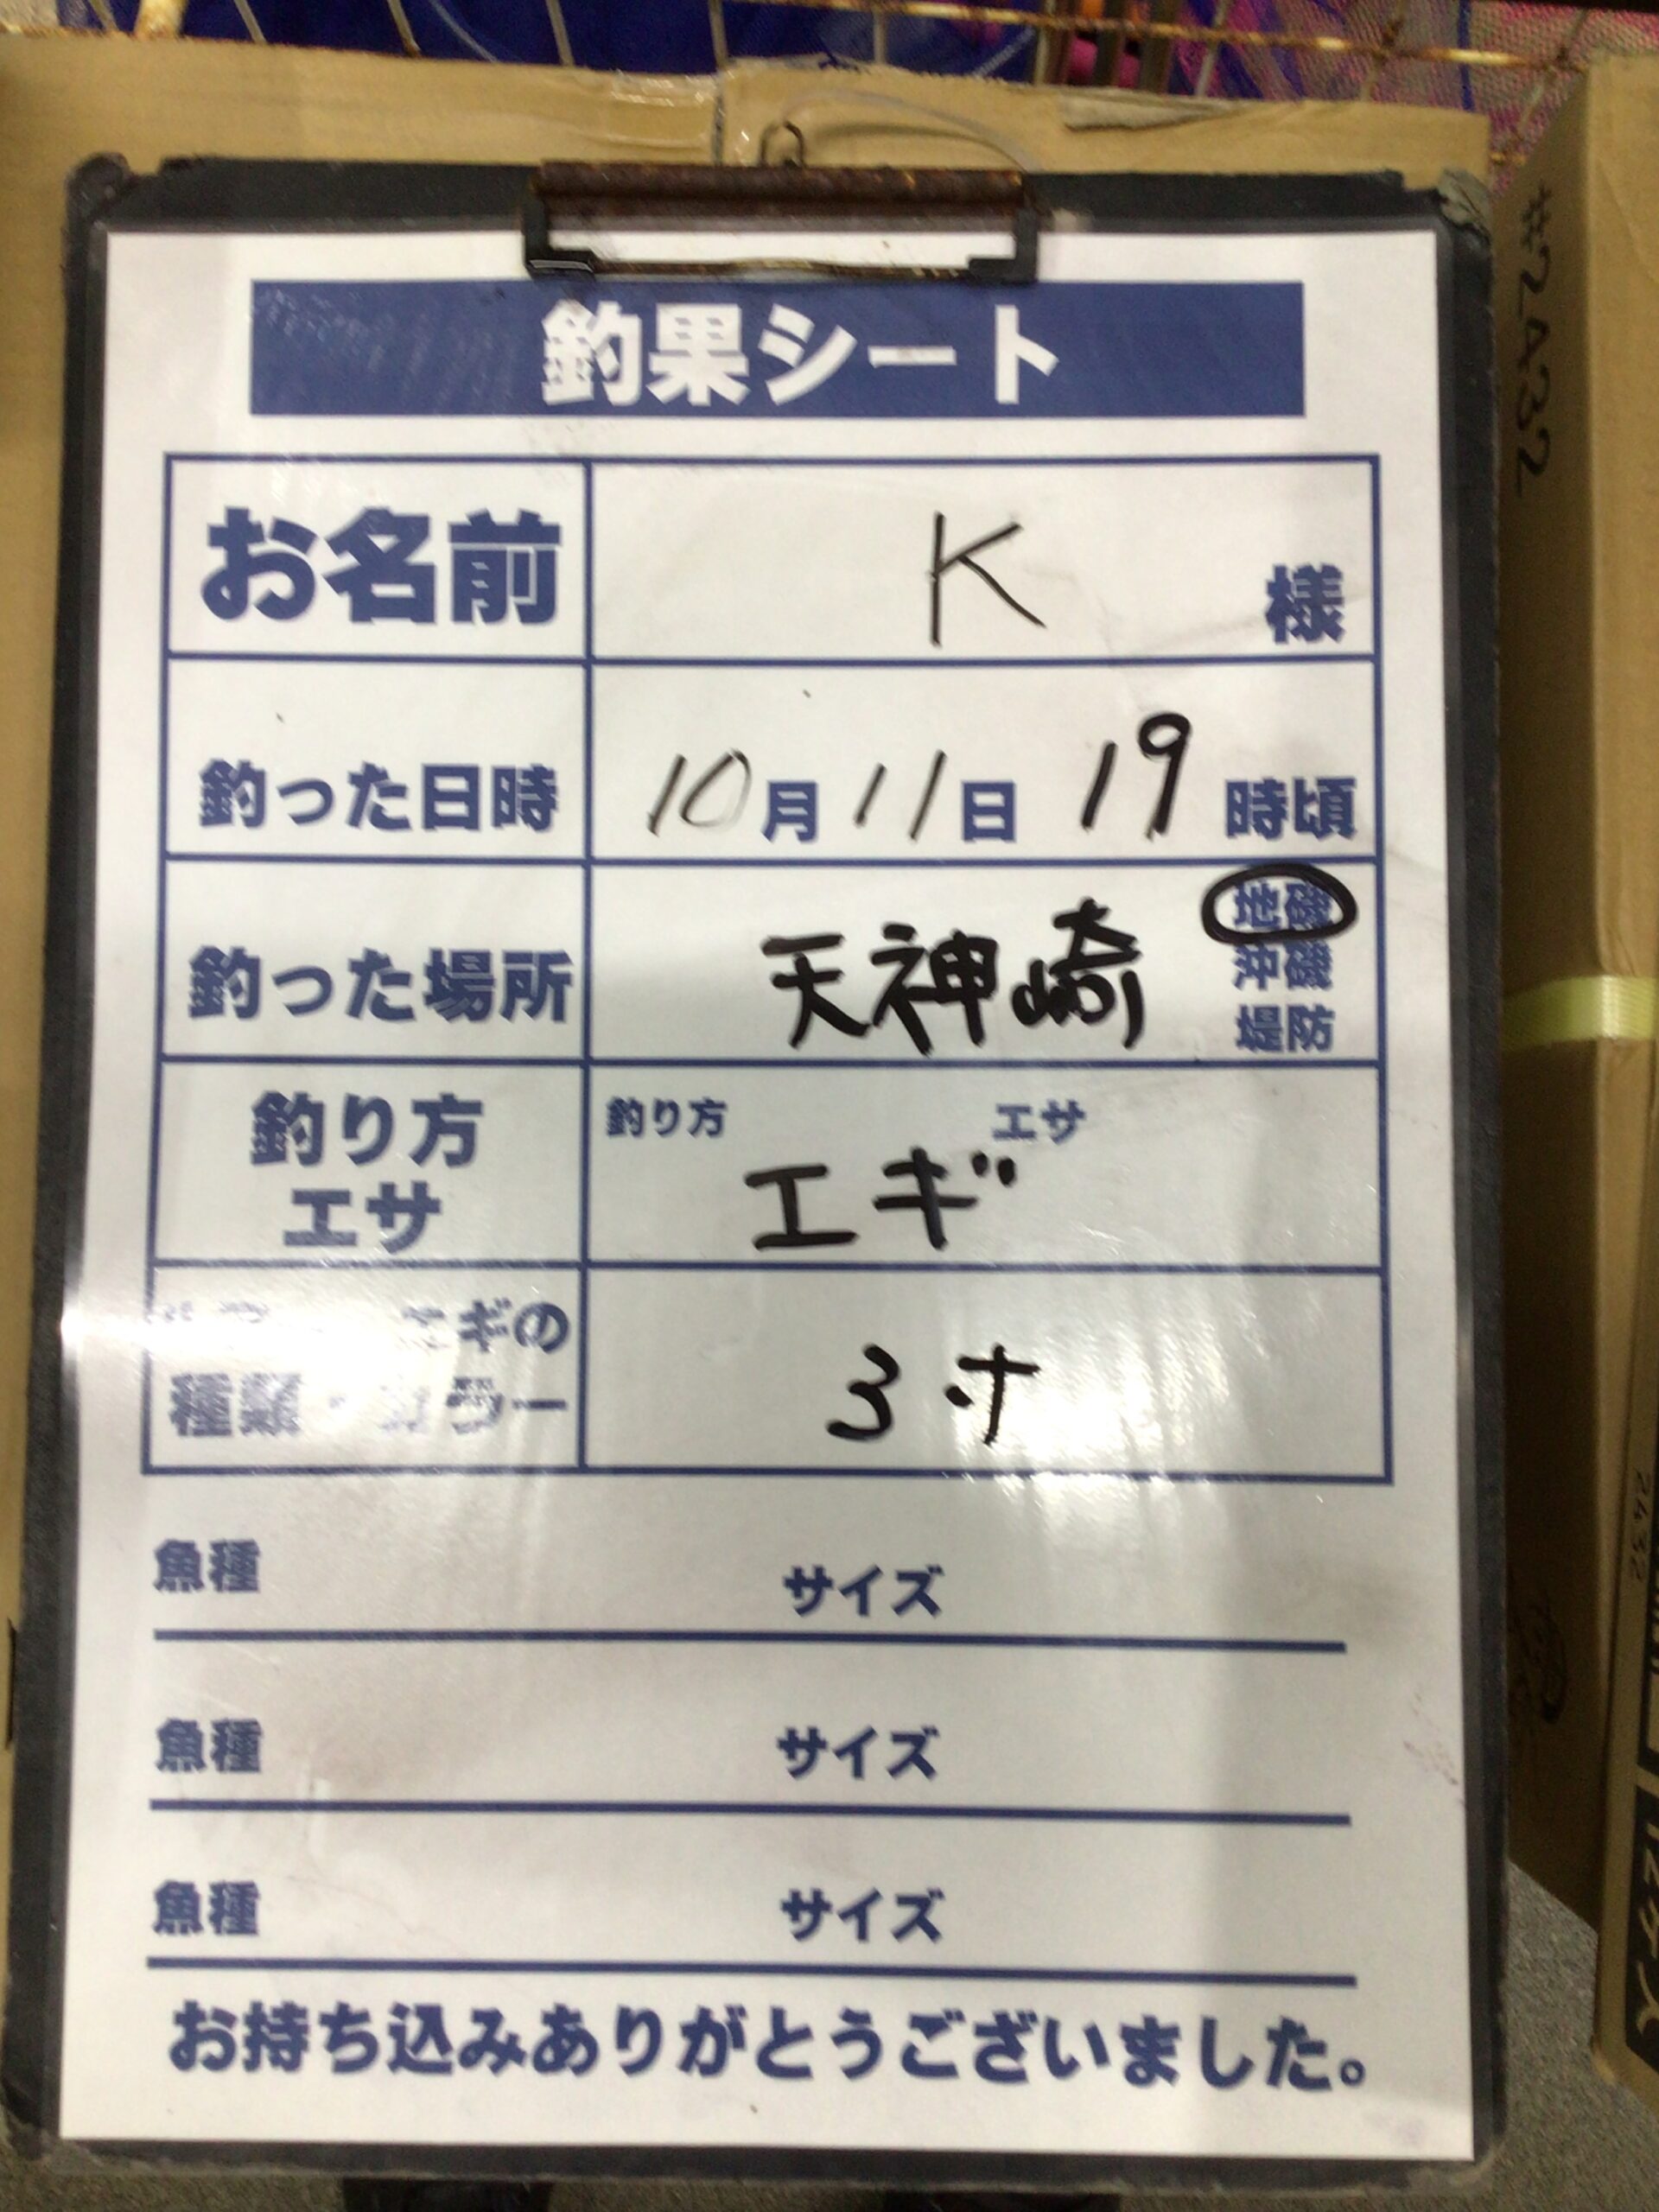 釣果シート
お名前 K 様
釣った日時 10月11日 19時頃
釣った場所 天神崎 地磯
沖磯
堤防
釣り方 エサ
釣り方 エサ
エギ
エギの
種類・カラー
3寸
魚種 サイズ
魚種 サイズ
魚種 サイズ
お持ち込みありがとうございました。
#2A32
2432